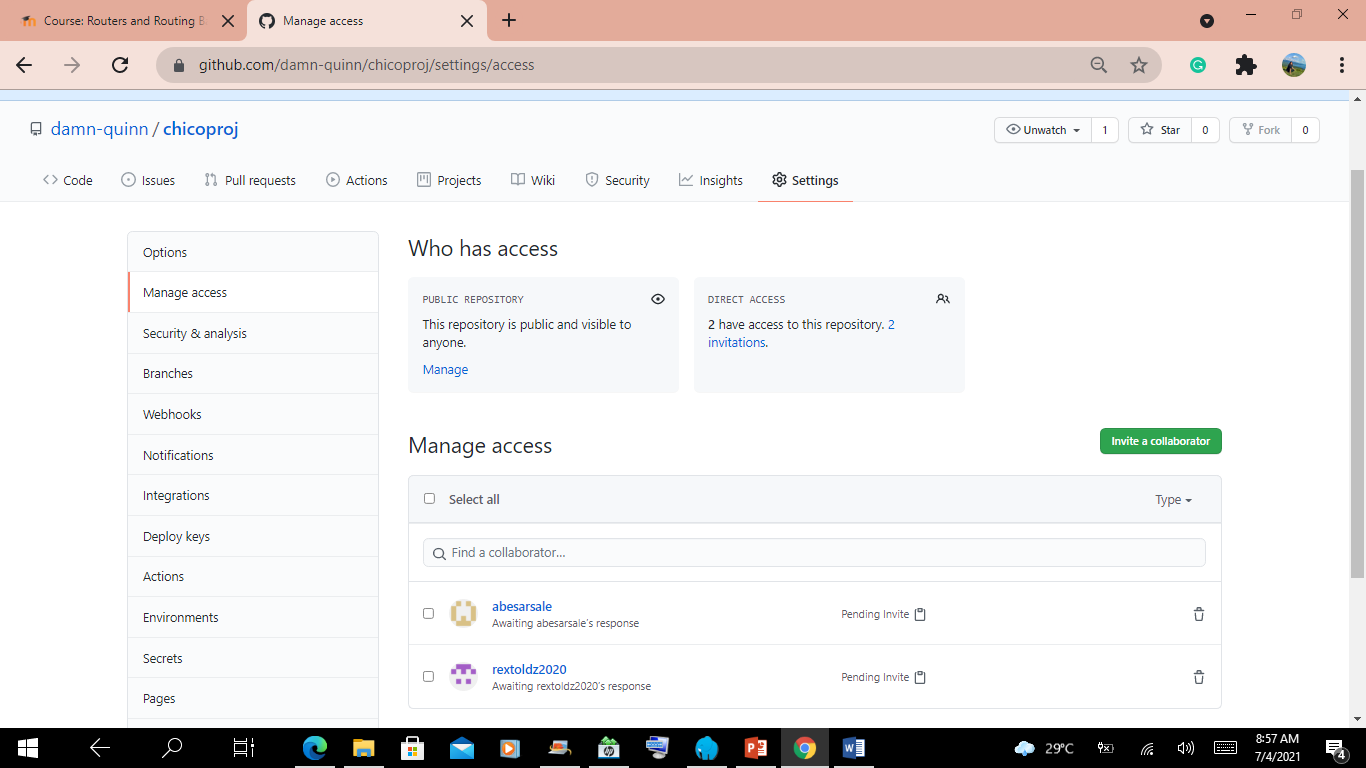 Course: Routers and Routing B
Manage access
github.com/damn-quinn/chicoproj/settings/access
damn-quinn / chicoproj
Unwatch 1
Star 0
Fork 0
Code
Issues
Pull requests
Actions
Projects
Wiki
Security
Insights
Settings
Options
Manage access
Security & analysis
Branches
Webhooks
Notifications
Integrations
Deploy keys
Actions
Environments
Secrets
Pages
Who has access
PUBLIC REPOSITORY
This repository is public and visible to
anyone.
Manage
DIRECT ACCESS
2 have access to this repository. 2
invitations.
Manage access
Invite a collaborator
Select all
Type
Find a collaborator...
abesarsale
Awaiting abesarsale's response
Pending Invite
rextoldz2020
Awaiting rextoldz2020's response
Pending Invite
29°C
8:57 AM
7/4/2021
4